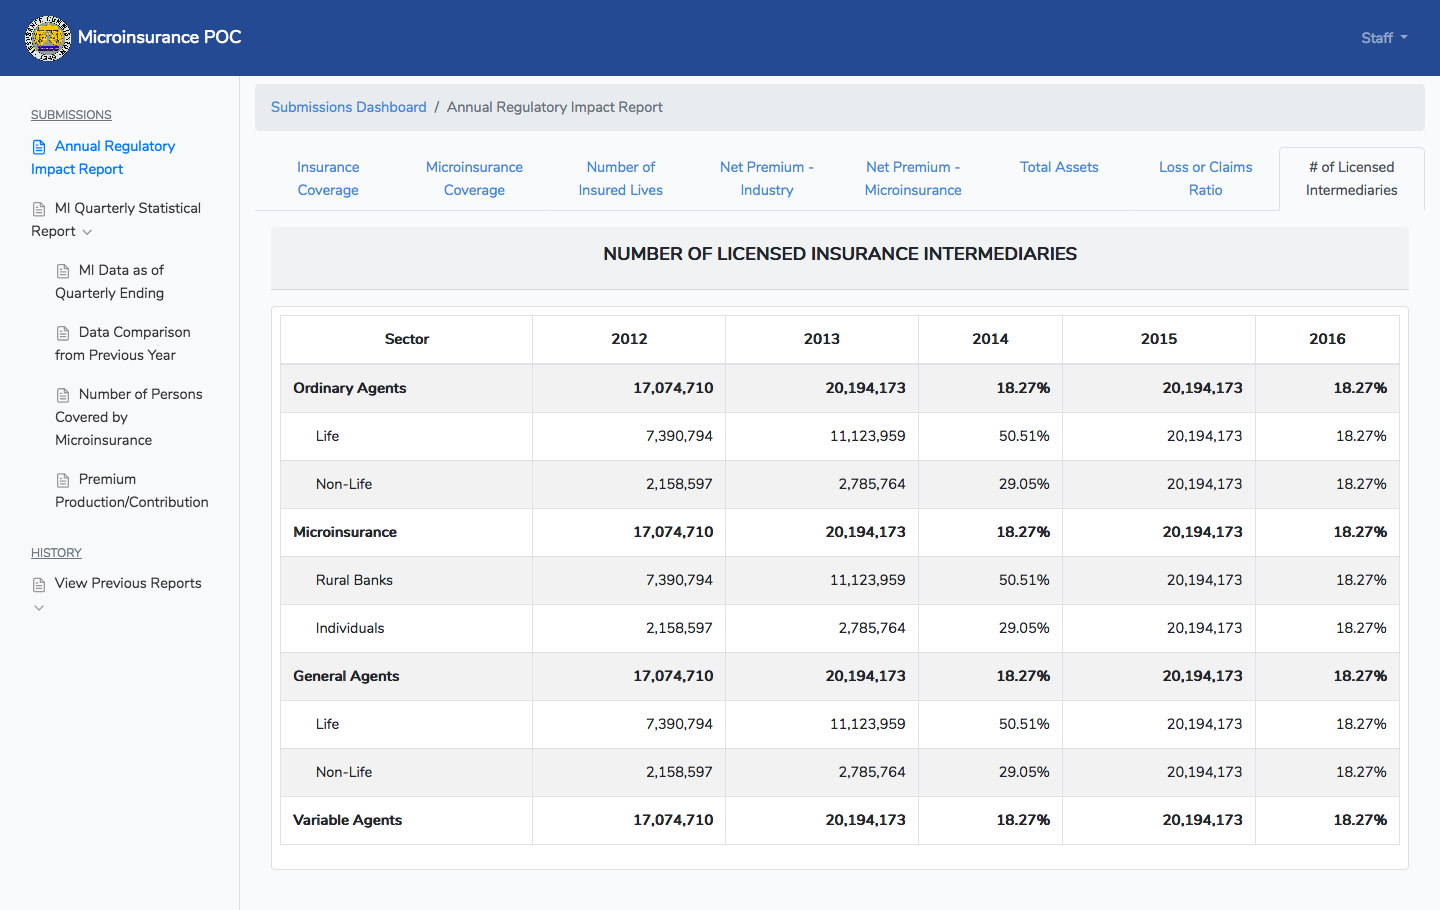 Microinsurance POC
Staff
SUBMISSIONS
Annual Regulatory
Impact Report
MI Quarterly Statistical
Report
MI Data as of
Quarterly Ending
Data Comparison
from Previous Year
Number of Persons
Covered by
Microinsurance
Premium
Production/Contribution
HISTORY
View Previous Reports
Submissions Dashboard / Annual Regulatory Impact Report
Insurance
Coverage
Microinsurance
Coverage
Number of
Insured Lives
Net Premium -
Industry
Net Premium -
Microinsurance
Total Assets
Loss or Claims
Ratio
# of Licensed
Intermediaries
NUMBER OF LICENSED INSURANCE INTERMEDIARIES
Sector 2012 2013 2014 2015 2016
Ordinary Agents 17,074,710 20,194,173 18.27% 20,194,173 18.27%
Life 7,390,794 11,123,959 50.51% 20,194,173 18.27%
Non-Life 2,158,597 2,785,764 29.05% 20,194,173 18.27%
Microinsurance 17,074,710 20,194,173 18.27% 20,194,173 18.27%
Rural Banks 7,390,794 11,123,959 50.51% 20,194,173 18.27%
Individuals 2,158,597 2,785,764 29.05% 20,194,173 18.27%
General Agents 17,074,710 20,194,173 18.27% 20,194,173 18.27%
Life 7,390,794 11,123,959 50.51% 20,194,173 18.27%
Non-Life 2,158,597 2,785,764 29.05% 20,194,173 18.27%
Variable Agents 17,074,710 20,194,173 18.27% 20,194,173 18.27%